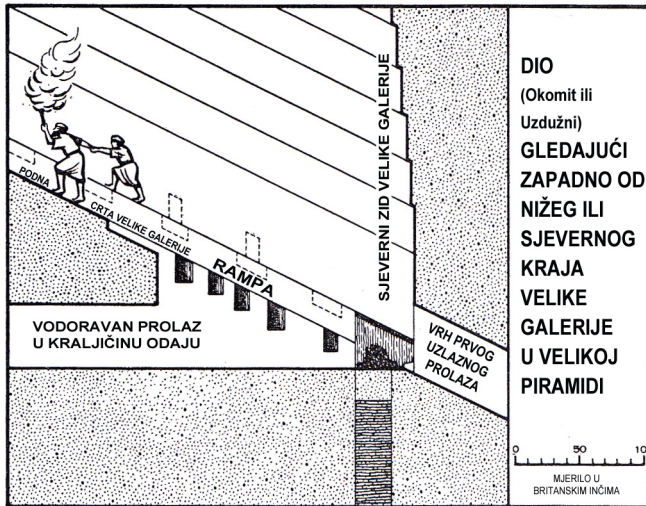 SJEVERNI ZID VELIKE GALERIJE
PODNA
CRTA VELIKE GALERIJE
RAMPA
VODORAVAN PROLAZ
U KRALJIČINU ODAJU
VRH PRVOG
UZLAZNOG
PROLAZA
DIO
(Okomit ili
Uzdužni)
GLEDAJUĆI
ZAPADNO OD
NIŽEG ILI
SJEVERNOG
KRAJA
VELIKE
GALERIJE
U VELIKOJ
PIRAMIDI
0 50
MJERILO U
BRITANSKIM INČIMA